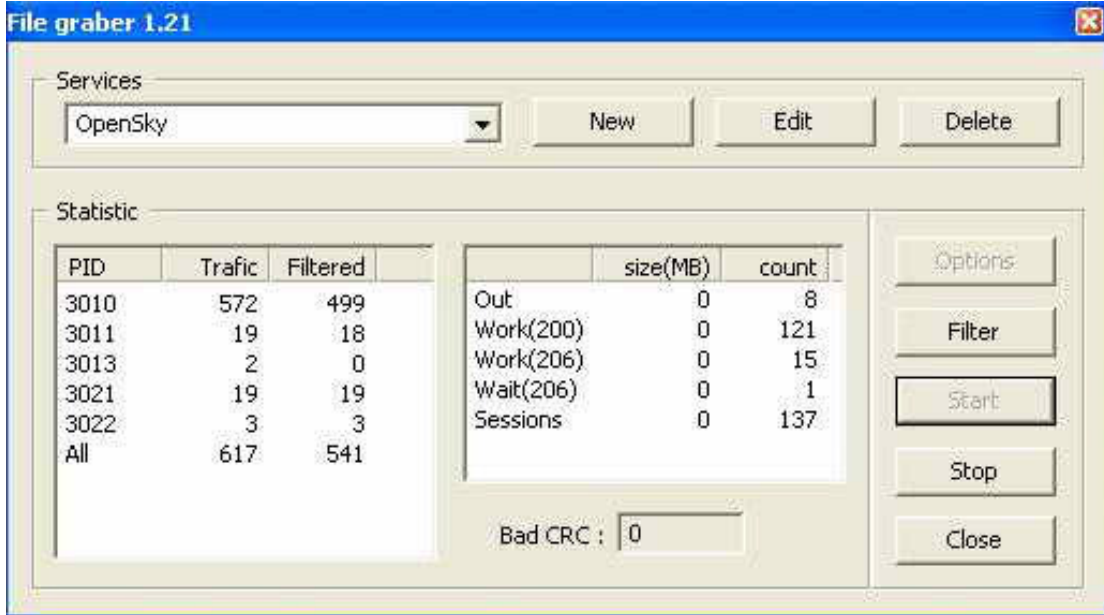 File graber 1.21
Services
OpenSky New Edit Delete
Statistic
PID Trafic Filtered
3010 572 499
3011 19 18
3013 2 0
3021 19 19
3022 3 3
All 617 541
size(MB) count
Out 0 8
Work(200) 0 121
Work(206) 0 15
Wait(206) 0 1
Sessions 0 137
Bad CRC : 0
Options
Filter
Start
Stop
Close